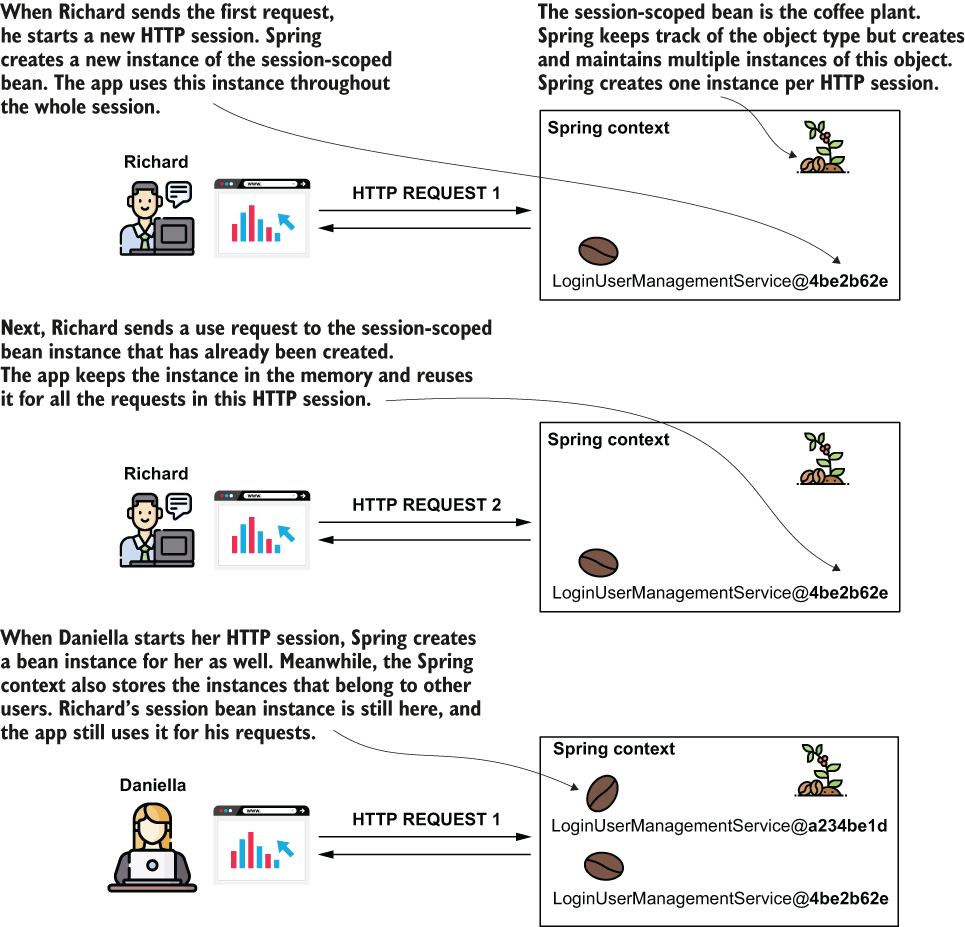 When Richard sends the first request,
he starts a new HTTP session. Spring
creates a new instance of the session-scoped
bean. The app uses this instance throughout
the whole session.
The session-scoped bean is the coffee plant.
Spring keeps track of the object type but creates
and maintains multiple instances of this object.
Spring creates one instance per HTTP session.
Richard
www.
HTTP REQUEST 1
Spring context
LoginUserManagementService@4be2b62e
Next, Richard sends a use request to the session-scoped
bean instance that has already been created.
The app keeps the instance in the memory and reuses
it for all the requests in this HTTP session.
Richard
www.
HTTP REQUEST 2
Spring context
LoginUserManagementService@4be2b62e
When Daniella starts her HTTP session, Spring creates
a bean instance for her as well. Meanwhile, the Spring
context also stores the instances that belong to other
users. Richard’s session bean instance is still here, and
the app still uses it for his requests.
Daniella
www.
HTTP REQUEST 1
Spring context
LoginUserManagementService@a234be1d
LoginUserManagementService@4be2b62e